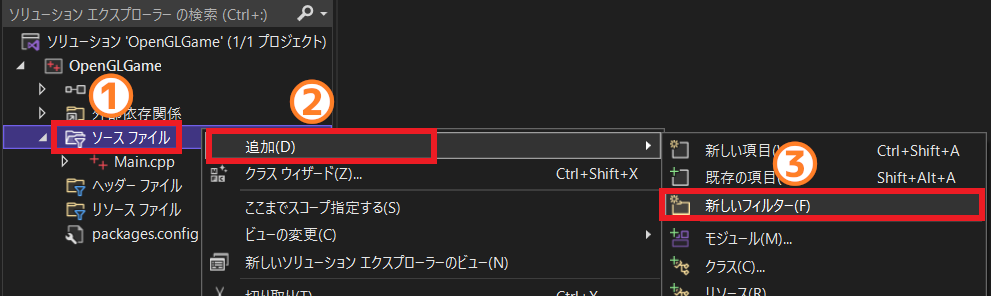 ソリューション エクスプローラー の検索 (Ctrl+:)
ソリューション 'OpenGLGame' (1/1 プロジェクト)
OpenGLGame
1
外部依存関係
2
ソース ファイル
Main.cpp
ヘッダー ファイル
リソース ファイル
packages.config
追加(D)
クラス ウィザード(Z)... Ctrl+Shift+X
ここまでスコープ指定する(S)
ビューの変更(C)
新しいソリューション エクスプローラーのビュー(N)
切り取り(T) Ctrl+X
新しい項目 Ctrl+Shift+A
3
既存の項目 Shift+Alt+A
新しいフィルター(F)
モジュール(M)...
クラス(C)...
リソース(R)